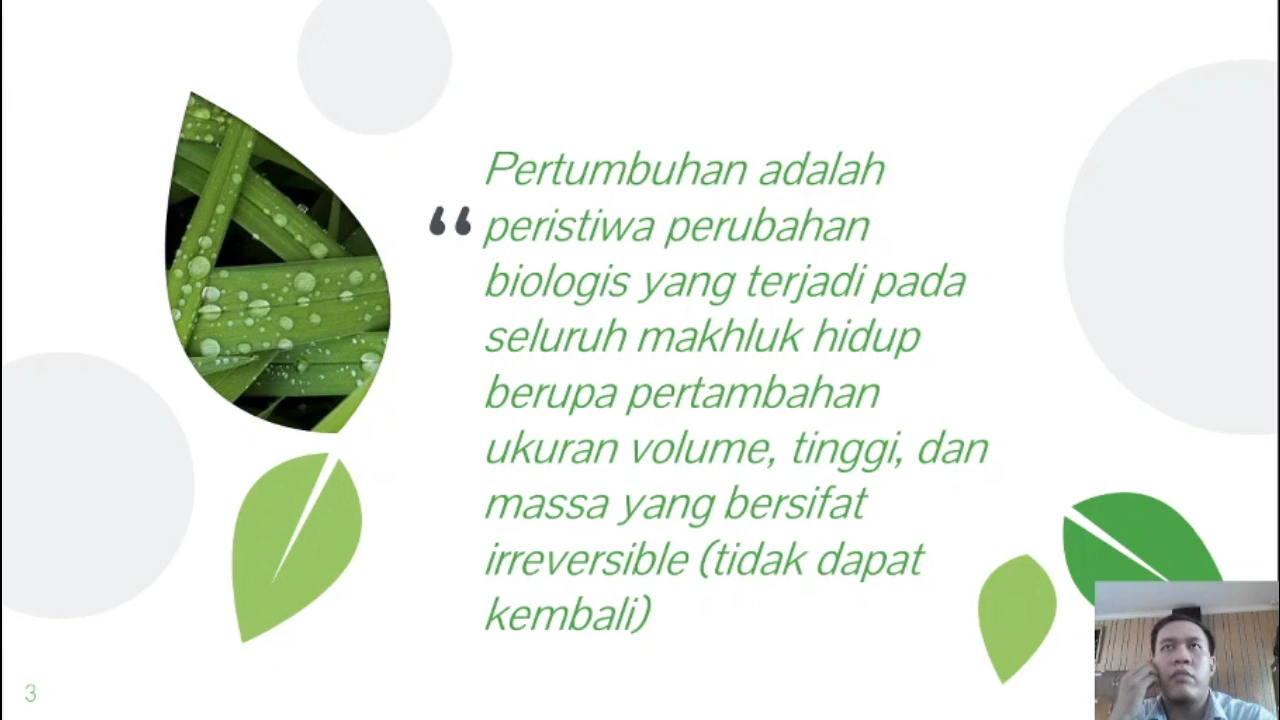 Pertumbuhan adalah
“ peristiwa perubahan
biologis yang terjadi pada
seluruh makhluk hidup
berupa pertambahan
ukuran volume, tinggi, dan
massa yang bersifat
irreversible (tidak dapat
kembali)
3